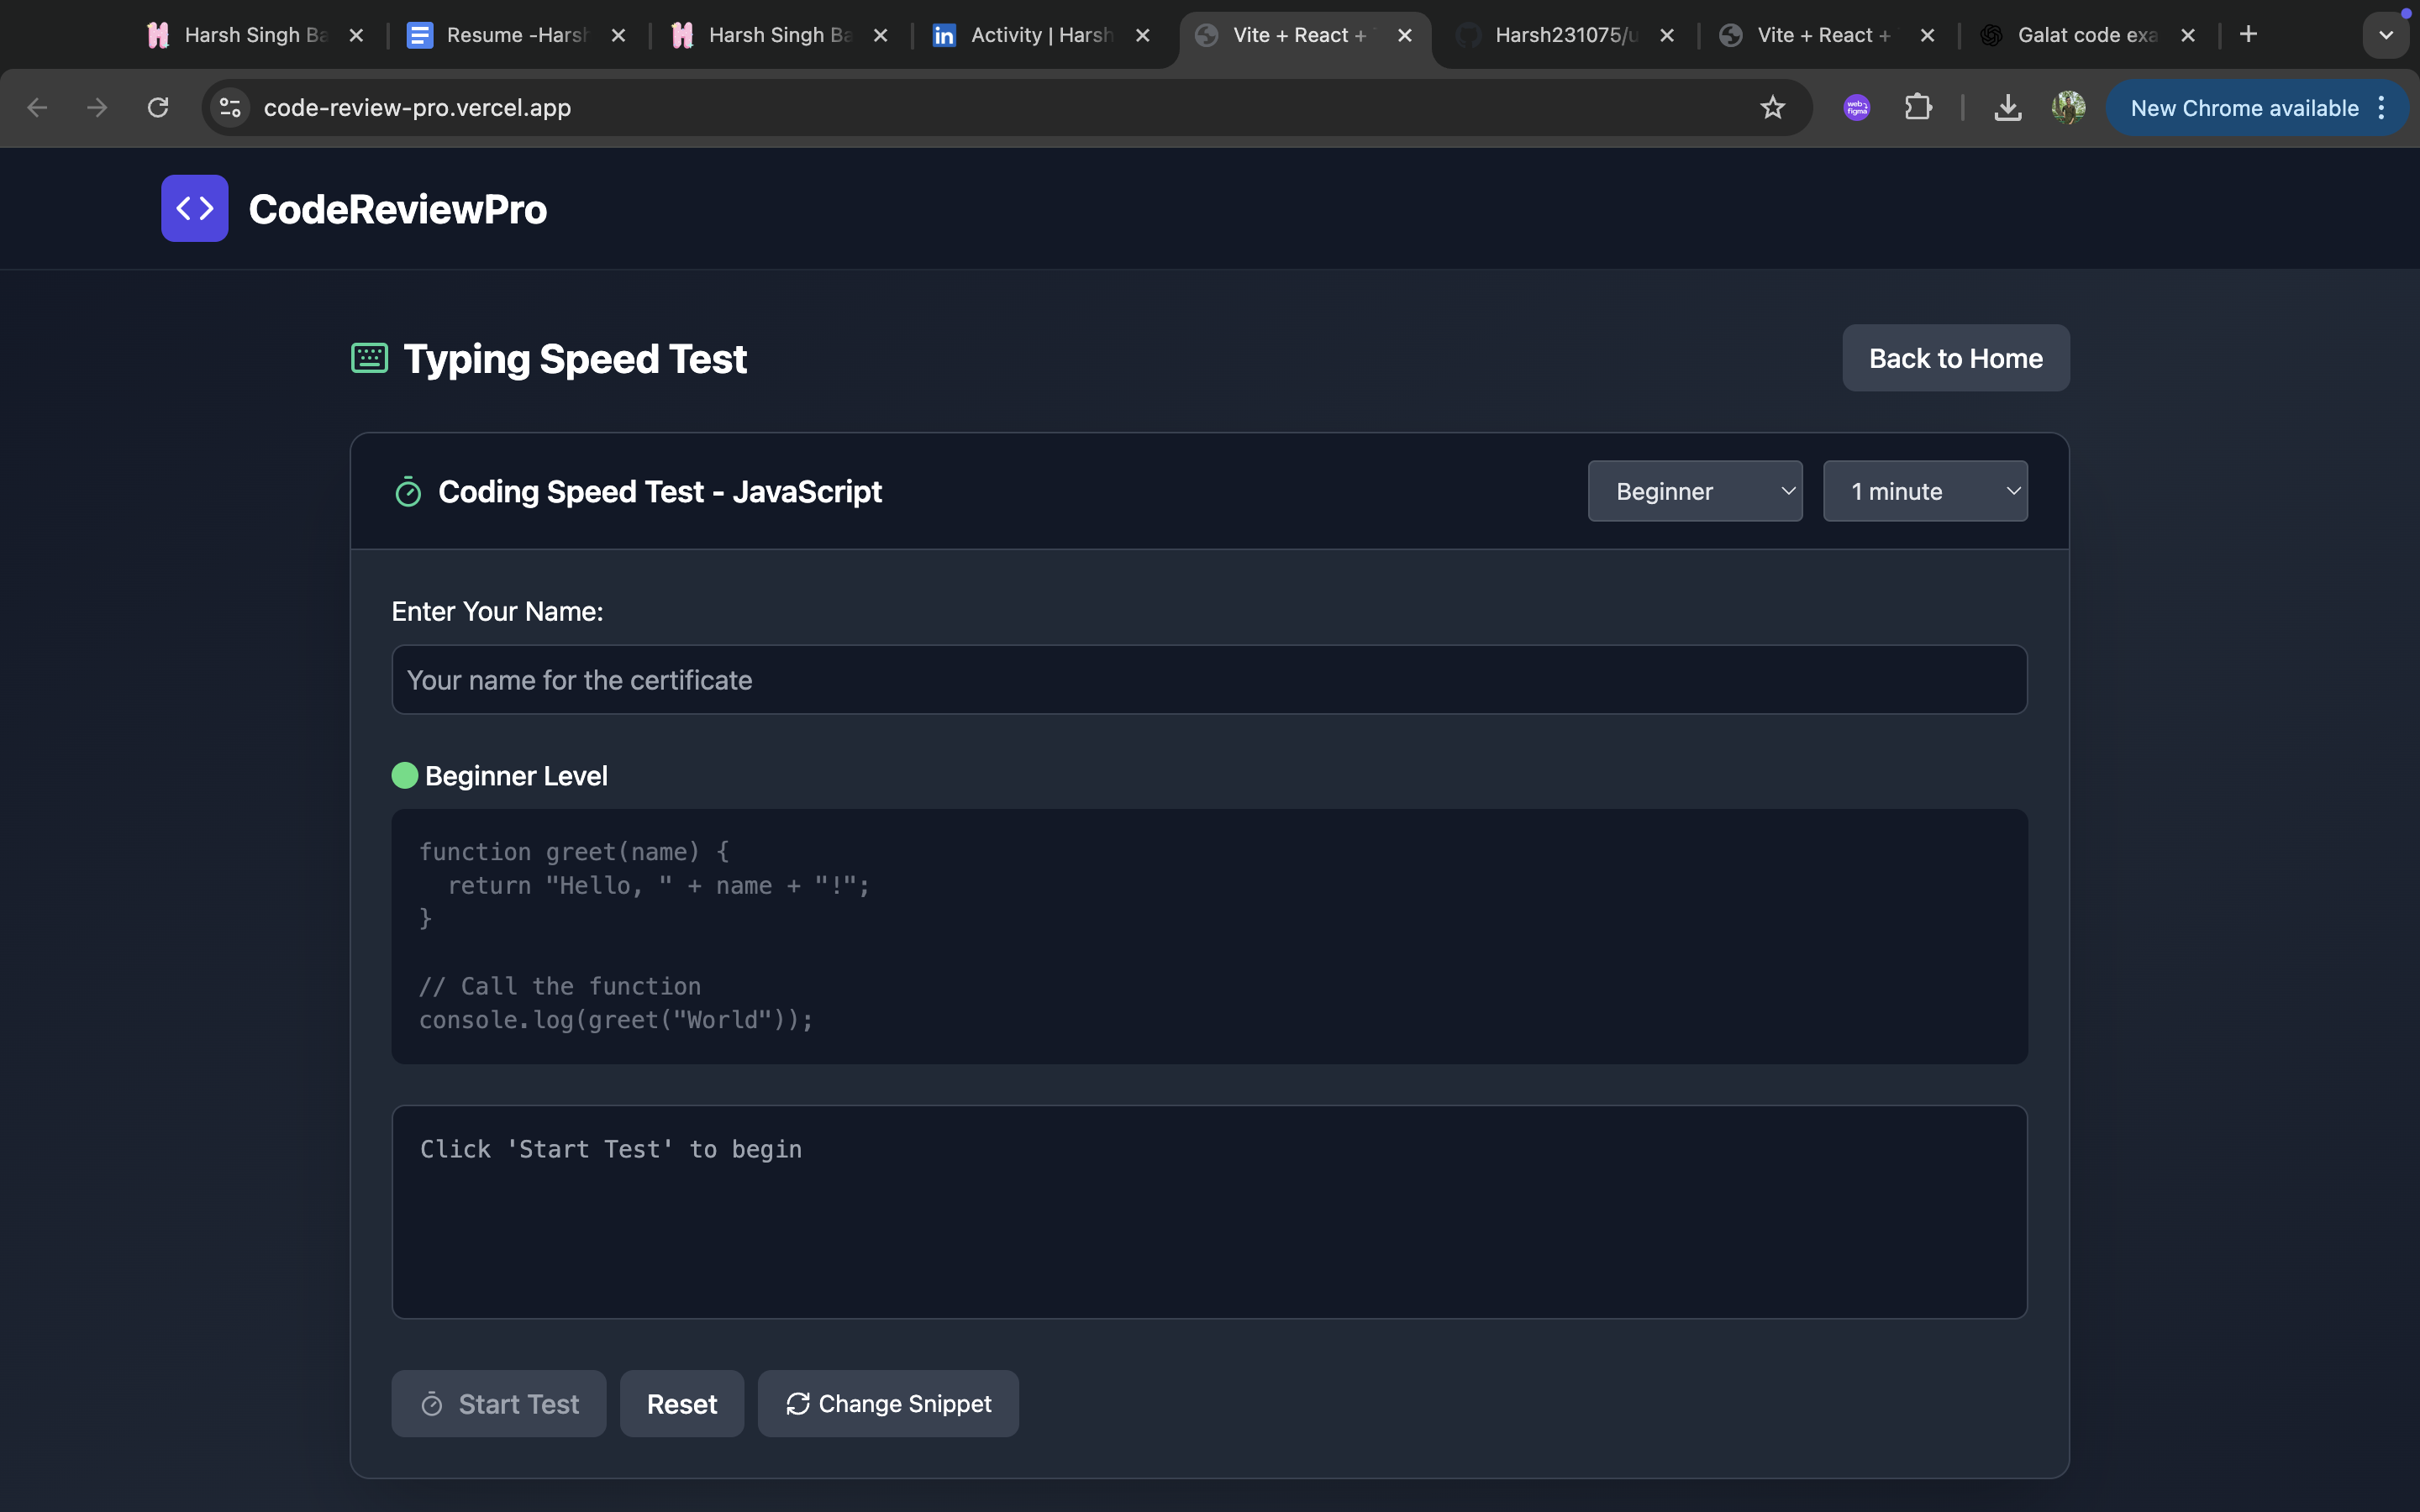 Harsh Singh Ba
Resume -Harsh
Harsh Singh Ba
Activity | Harsh
Vite + React +
Harsh231075/u
Vite + React +
Galat code exa
code-review-pro.vercel.app
web
figma
New Chrome available
CodeReviewPro
Typing Speed Test
Back to Home
Coding Speed Test - JavaScript
Beginner
1 minute
Enter Your Name:
Your name for the certificate
Beginner Level
function greet(name) {
  return "Hello, " + name + "!";
}
// Call the function
console.log(greet("World"));
Click 'Start Test' to begin
Start Test
Reset
Change Snippet